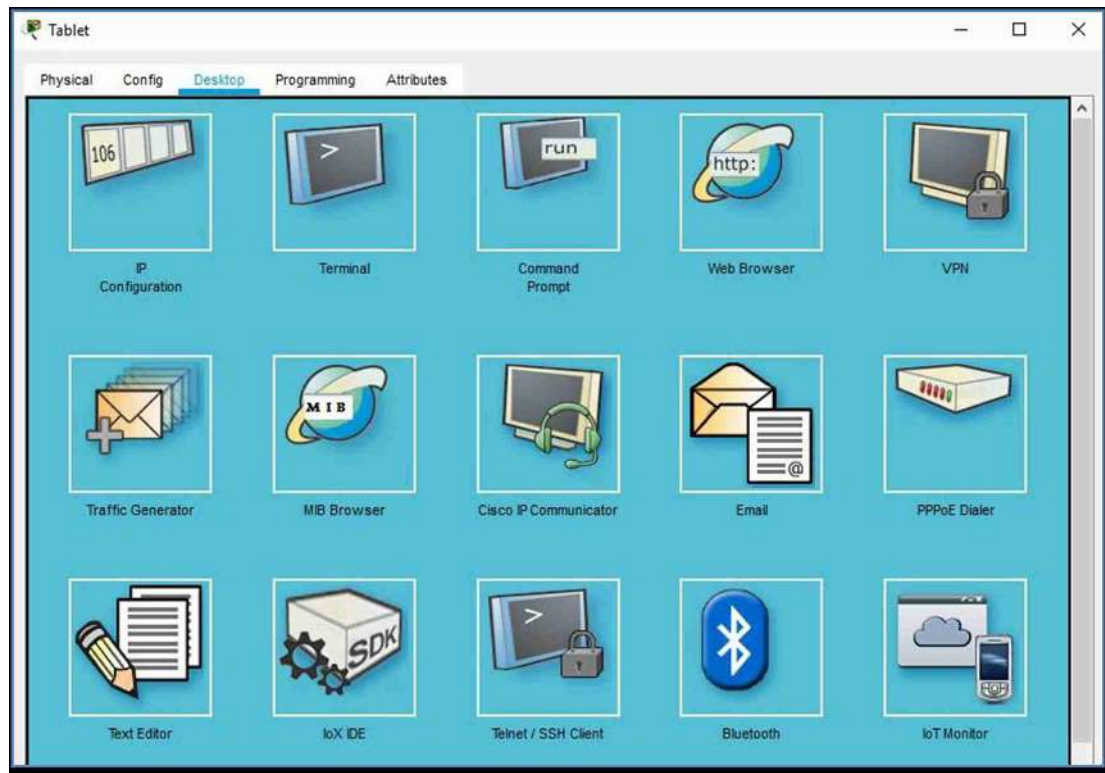 Tablet
Physical Config Desktop Programming Attributes
106
>
run
http:
IP
Configuration
Terminal
Command
Prompt
Web Browser
VPN
MIB
@
Traffic Generator
MIB Browser
Cisco IP Communicator
Email
PPPoE Dialer
SDK
>
Text Editor
IoX IDE
Telnet / SSH Client
Bluetooth
IoT Monitor